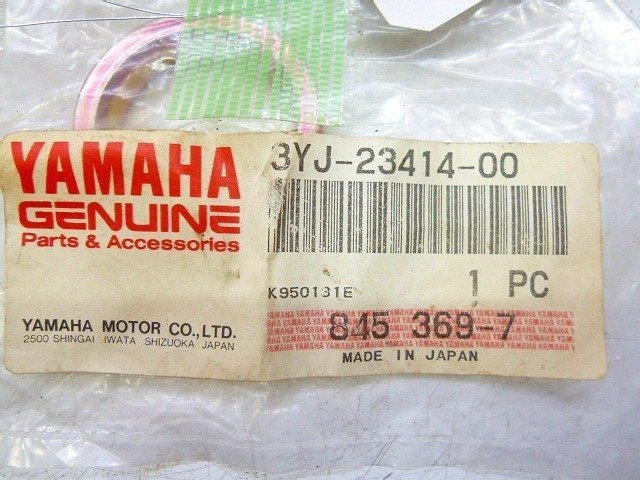 YAMAHA
GENUINE
Parts & Accessories
YAMAHA MOTOR CO.,LTD.
2500 SHINGAI IWATA SHIZUOKA JAPAN
3YJ-23414-00
K950131E
1 PC
845 369-7
MADE IN JAPAN